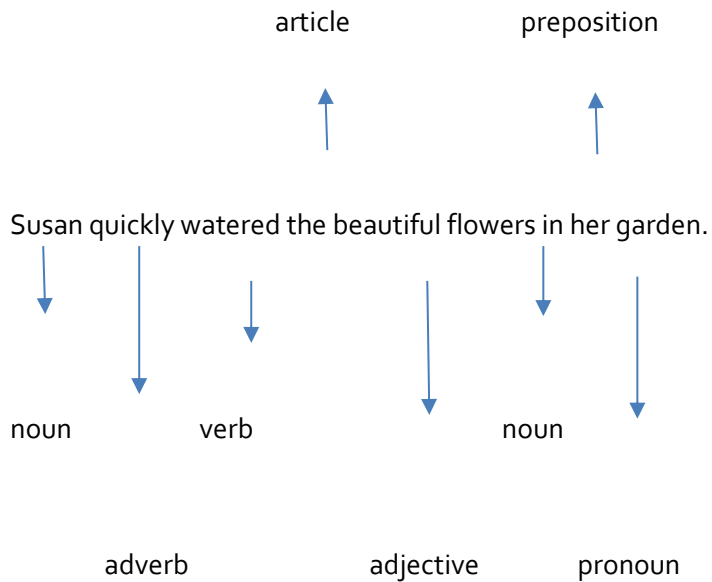 article preposition
Susan quickly watered the beautiful flowers in her garden.
noun verb noun
adverb adjective pronoun